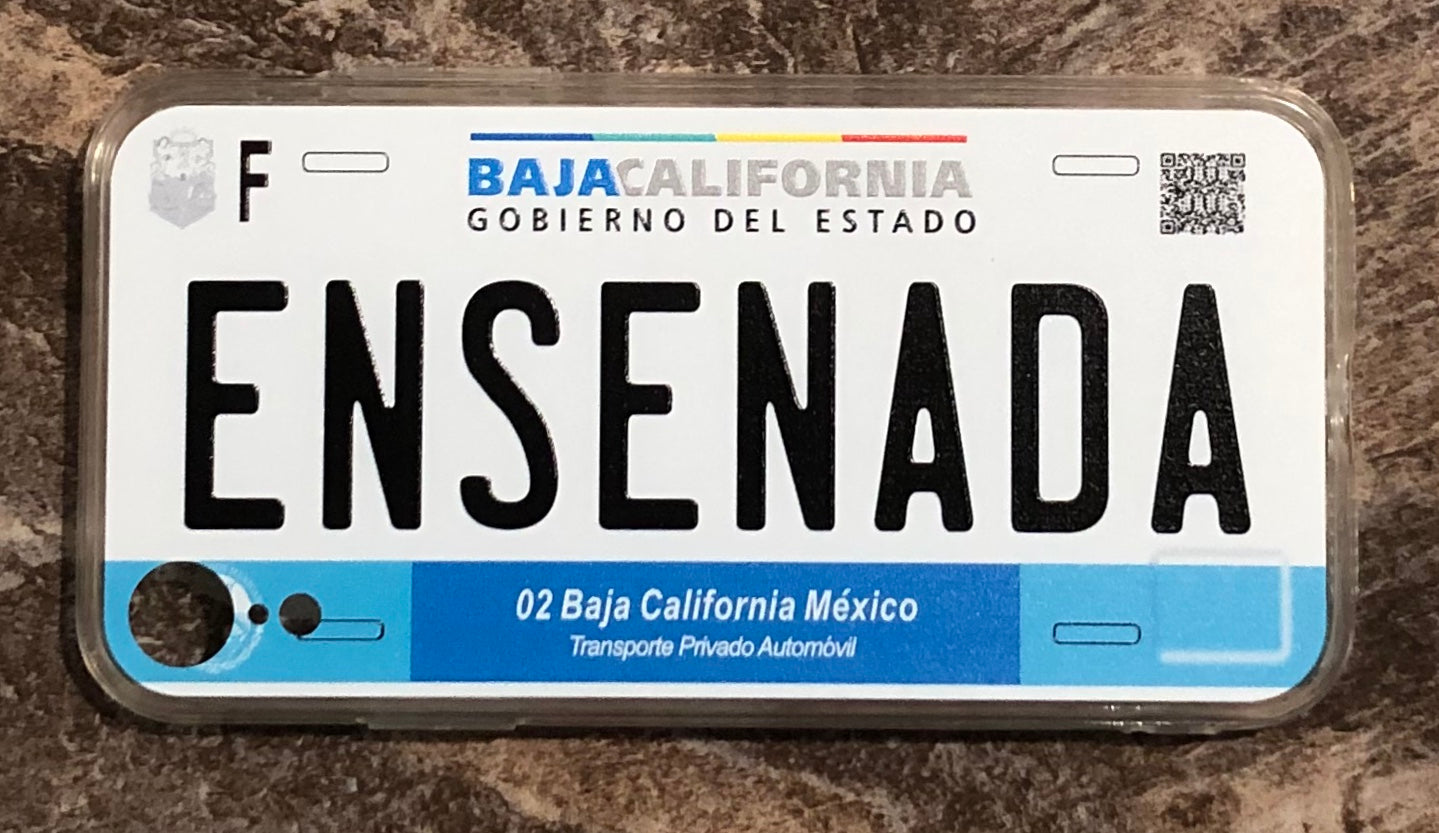 F
BAJACALIFORNIA
GOBIERNO DEL ESTADO
ENSENADA
02 Baja California México
Transporte Privado Automóvil